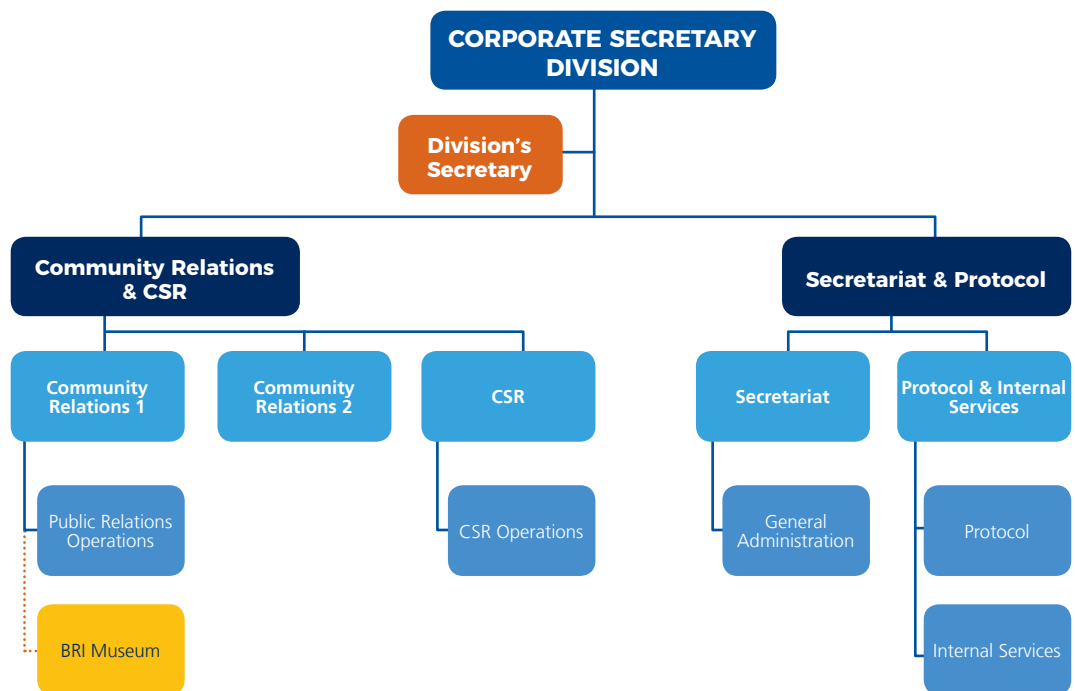 CORPORATE SECRETARY
DIVISION
Division's
Secretary
Community Relations
& CSR
Secretariat & Protocol
Community
Relations 1
Community
Relations 2
CSR
Secretariat
Protocol & Internal
Services
Public Relations
Operations
CSR Operations
General
Administration
Protocol
BRI Museum
Internal Services